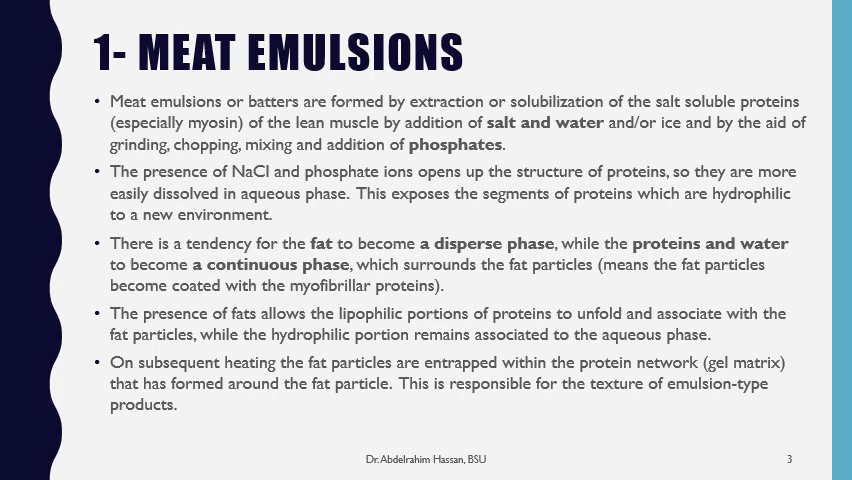 1- MEAT EMULSIONS
• Meat emulsions or batters are formed by extraction or solubilization of the salt soluble proteins
(especially myosin) of the lean muscle by addition of salt and water and/or ice and by the aid of
grinding, chopping, mixing and addition of phosphates.
• The presence of NaCl and phosphate ions opens up the structure of proteins, so they are more
easily dissolved in aqueous phase. This exposes the segments of proteins which are hydrophilic
to a new environment.
• There is a tendency for the fat to become a disperse phase, while the proteins and water
to become a continuous phase, which surrounds the fat particles (means the fat particles
become coated with the myofibrillar proteins).
• The presence of fats allows the lipophilic portions of proteins to unfold and associate with the
fat particles, while the hydrophilic portion remains associated to the aqueous phase.
• On subsequent heating the fat particles are entrapped within the protein network (gel matrix)
that has formed around the fat particle. This is responsible for the texture of emulsion-type
products.
Dr. Abdelrahim Hassan, BSU
3